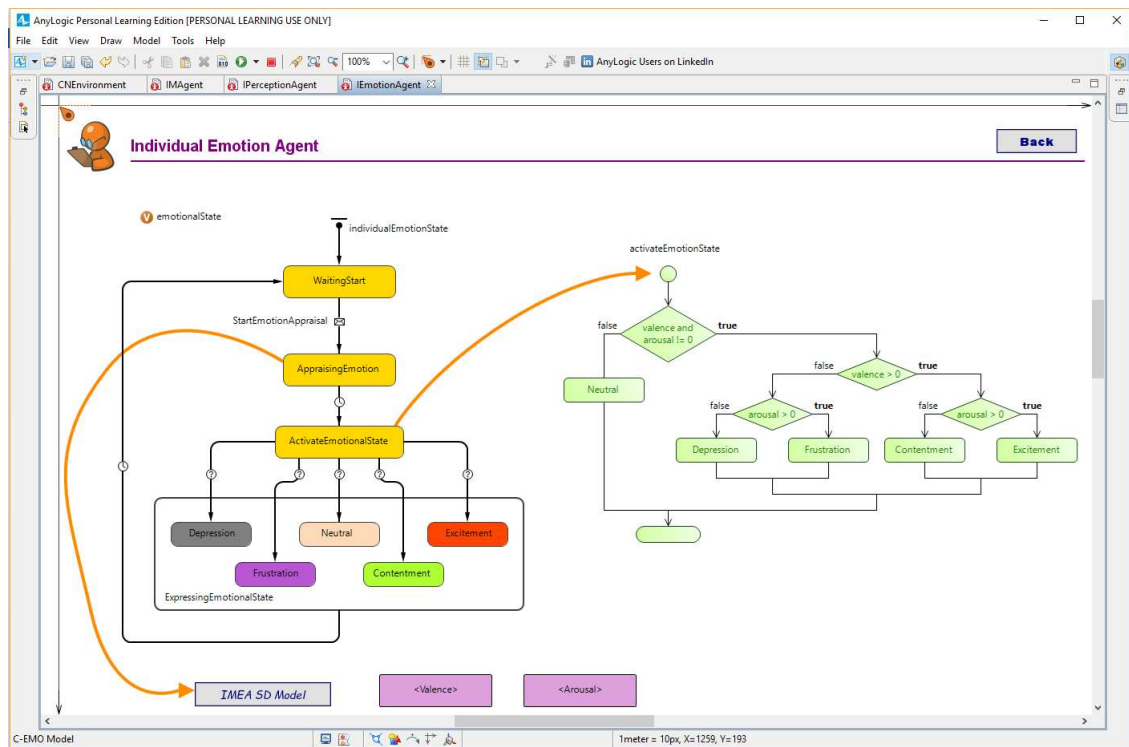 AnyLogic Personal Learning Edition [PERSONAL LEARNING USE ONLY]
File Edit View Draw Model Tools Help
100%
AnyLogic Users on LinkedIn
CNEnvironment IMAgent IPerceptionAgent IEmotionAgent
Individual Emotion Agent
Back
V emotionalState
individualEmotionState
WaitingStart
StartEmotionAppraisal
AppraisingEmotion
ActivateEmotionalState
? ? ? ? ?
Depression
Neutral
Excitement
Frustration
Contentment
ExpressingEmotionalState
activateEmotionState
false
valence and
arousal != 0
true
Neutral
false
valence > 0
true
false
arousal > 0
true
false
arousal > 0
true
Depression
Frustration
Contentment
Excitement
IMEA SD Model
<Valence>
<Arousal>
C-EMO Model
1meter = 10px, X=1259, Y=193